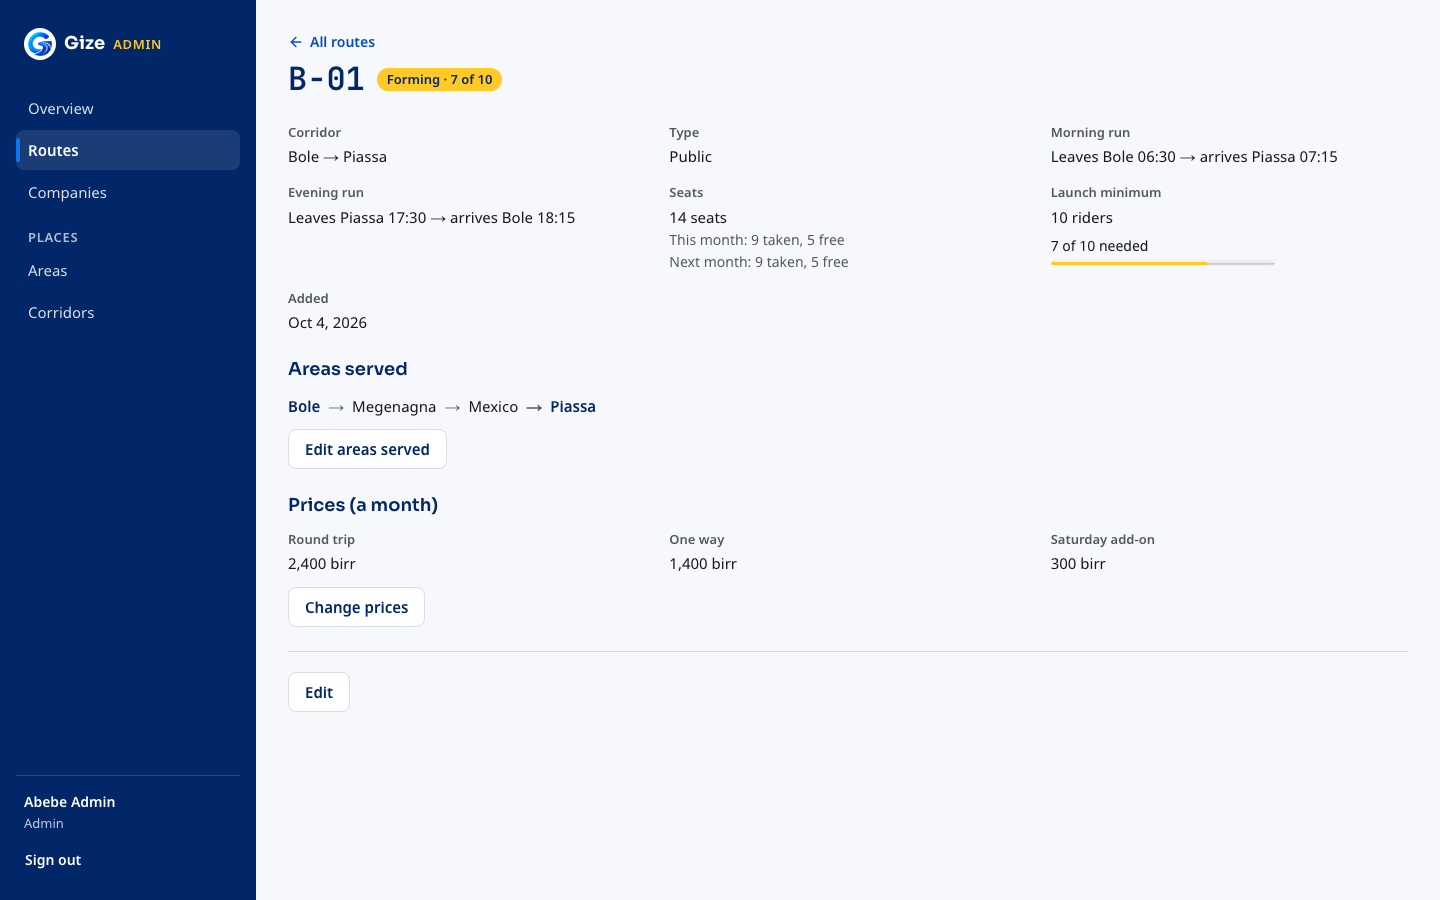 Gize ADMIN
Overview
Routes
Companies
PLACES
Areas
Corridors
Abebe Admin
Admin
Sign out
← All routes
B-01 Forming · 7 of 10
Corridor
Bole → Piassa
Type
Public
Morning run
Leaves Bole 06:30 → arrives Piassa 07:15
Evening run
Leaves Piassa 17:30 → arrives Bole 18:15
Seats
14 seats
This month: 9 taken, 5 free
Next month: 9 taken, 5 free
Launch minimum
10 riders
7 of 10 needed
Added
Oct 4, 2026
Areas served
Bole → Megenagna → Mexico → Piassa
Edit areas served
Prices (a month)
Round trip
2,400 birr
One way
1,400 birr
Saturday add-on
300 birr
Change prices
Edit